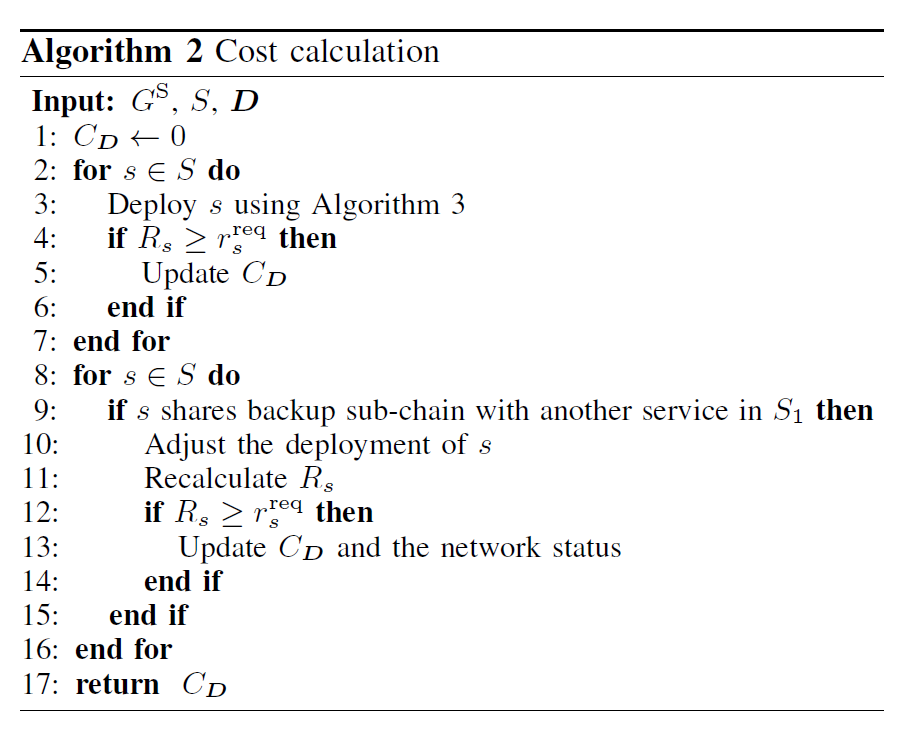 Algorithm 2 Cost calculation
Input: G^S, S, D
1: C_D ← 0
2: for s ∈ S do
3: Deploy s using Algorithm 3
4: if R_s ≥ r_s^req then
5: Update C_D
6: end if
7: end for
8: for s ∈ S do
9: if s shares backup sub-chain with another service in S_1 then
10: Adjust the deployment of s
11: Recalculate R_s
12: if R_s ≥ r_s^req then
13: Update C_D and the network status
14: end if
15: end if
16: end for
17: return C_D